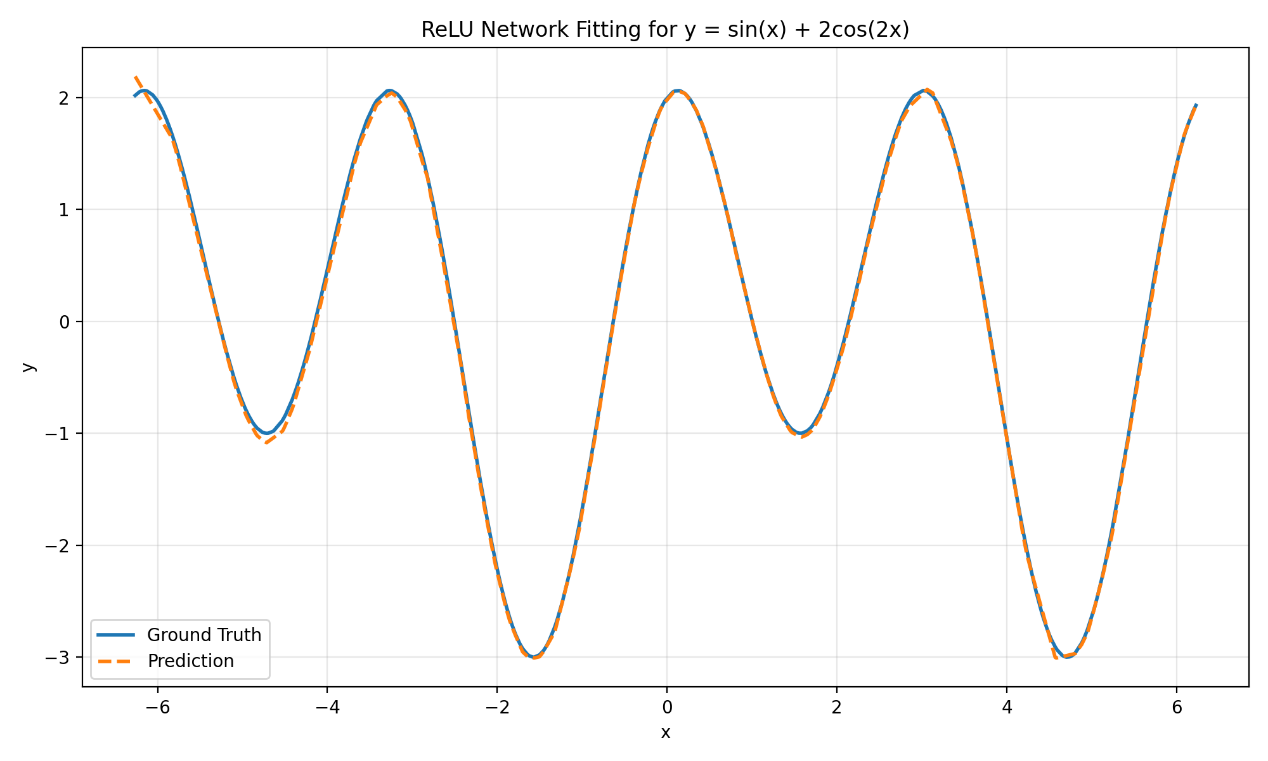 ReLU Network Fitting for y = sin(x) + 2cos(2x)
2
1
0
−1
−2
−3
y
Ground Truth
Prediction
−6
−4
−2
0
2
4
6
x